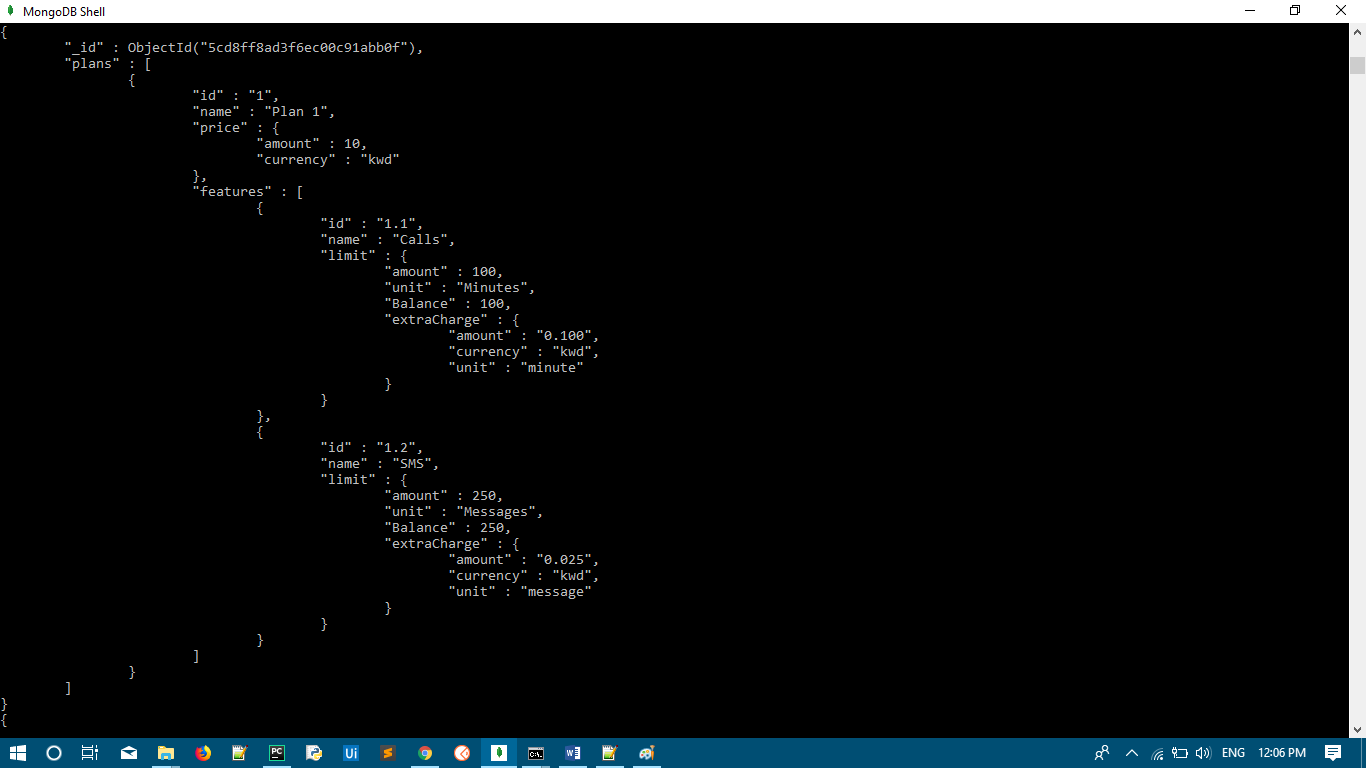 MongoDB Shell
{
"_id" : ObjectId("5cd8ff8ad3f6ec00c91abb0f"),
"plans" : [
{
"id" : "1",
"name" : "Plan 1",
"price" : {
"amount" : 10,
"currency" : "kwd"
},
"features" : [
{
"id" : "1.1",
"name" : "Calls",
"limit" : {
"amount" : 100,
"unit" : "Minutes",
"Balance" : 100,
"extraCharge" : {
"amount" : "0.100",
"currency" : "kwd",
"unit" : "minute"
}
}
},
{
"id" : "1.2",
"name" : "SMS",
"limit" : {
"amount" : 250,
"unit" : "Messages",
"Balance" : 250,
"extraCharge" : {
"amount" : "0.025",
"currency" : "kwd",
"unit" : "message"
}
}
}
]
}
]
}
{
PC Ui C:\. W ENG 12:06 PM